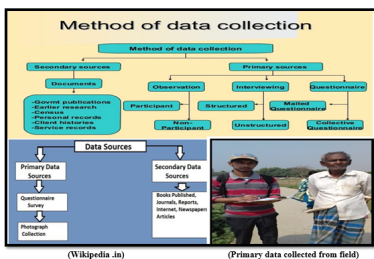 Method of data collection
Method of data collection
Secondary sources
Primary sources
Documents
Observation
Interviewing
Questionnaire
-Govmt publications
-Earlier research
-Census
-Personal records
-Client histories
-Service records
Participant
Structured
Mailed
Questionnaire
Non-
Participant
Unstructured
Collective
Questionnaire
Data Sources
Primary Data
Sources
Questionnaire
Survey
Photograph
Collection
Secondary Data
Sources
Books Published,
Journals, Reports,
Internet, Newspapers
Articles
(Wikipedia .in)
(Primary data collected from field)